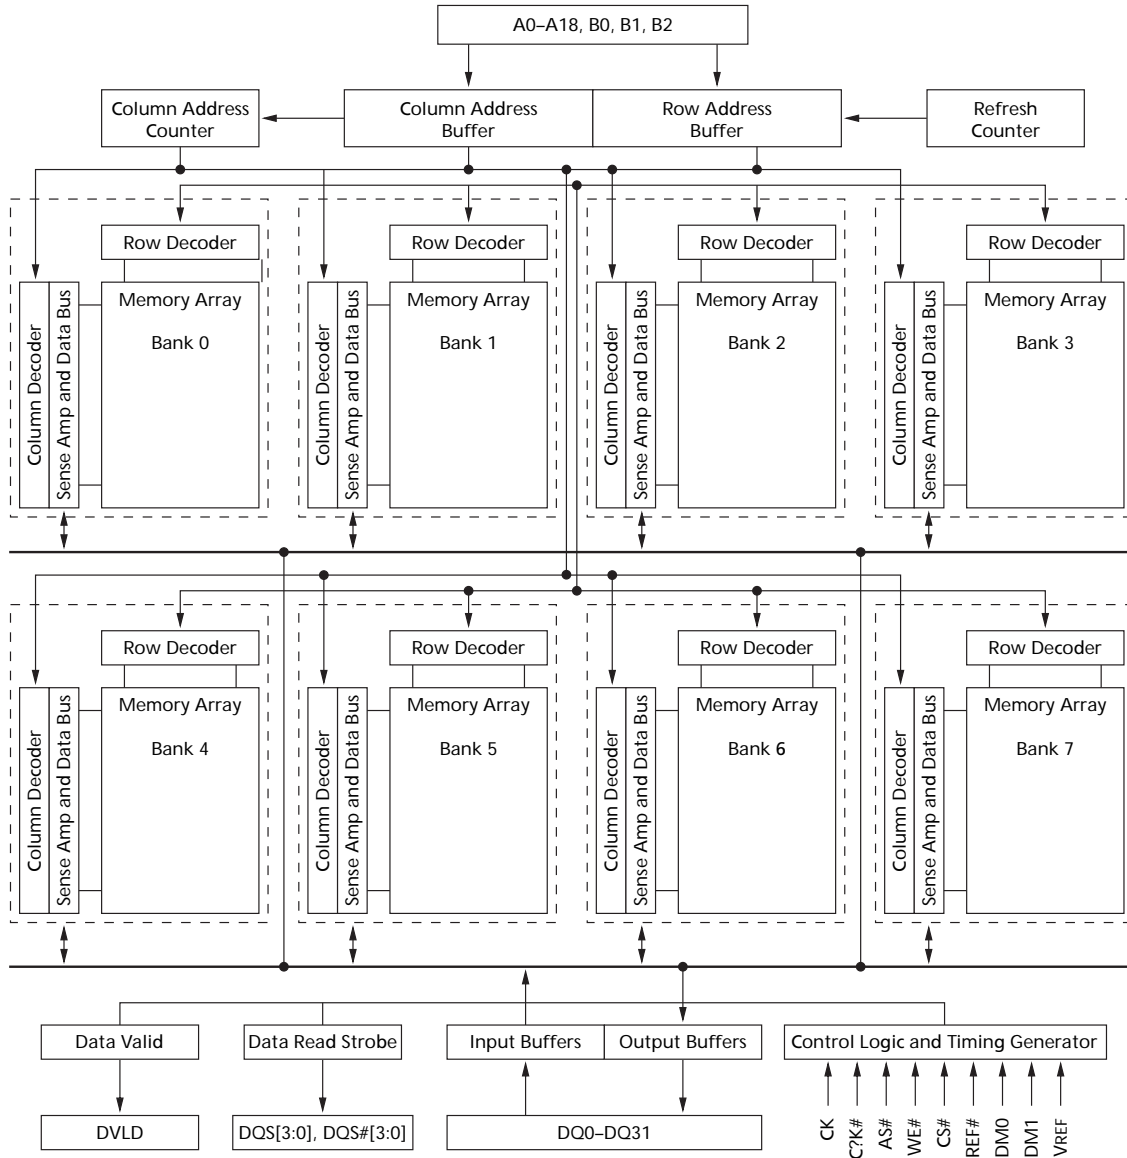 A0–A18, B0, B1, B2
Column Address
Counter
Column Address
Buffer
Row Address
Buffer
Refresh
Counter
Row Decoder
Row Decoder
Row Decoder
Row Decoder
Column Decoder
Sense Amp and Data Bus
Memory Array
Bank 0
Column Decoder
Sense Amp and Data Bus
Memory Array
Bank 1
Column Decoder
Sense Amp and Data Bus
Memory Array
Bank 2
Column Decoder
Sense Amp and Data Bus
Memory Array
Bank 3
Row Decoder
Row Decoder
Row Decoder
Row Decoder
Column Decoder
Sense Amp and Data Bus
Memory Array
Bank 4
Column Decoder
Sense Amp and Data Bus
Memory Array
Bank 5
Column Decoder
Sense Amp and Data Bus
Memory Array
Bank 6
Column Decoder
Sense Amp and Data Bus
Memory Array
Bank 7
Data Valid
Data Read Strobe
Input Buffers
Output Buffers
Control Logic and Timing Generator
DVLD
DQS[3:0], DQS#[3:0]
DQ0–DQ31
CK
C?K#
AS#
WE#
CS#
REF#
DM0
DM1
VREF